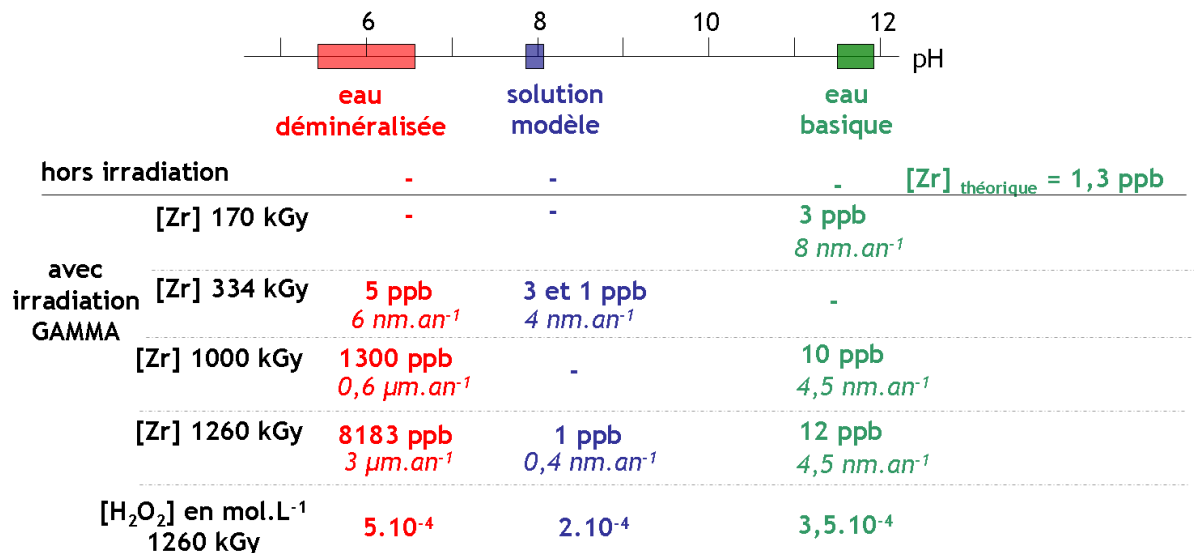 6 8 10 12
pH
eau déminéralisée
solution modèle
eau basique
hors irradiation - - - [Zr] théorique = 1,3 ppb
avec irradiation GAMMA
[Zr] 170 kGy - - 3 ppb
8 nm.an-1
[Zr] 334 kGy 5 ppb 3 et 1 ppb -
6 nm.an-1 4 nm.an-1
[Zr] 1000 kGy 1300 ppb - 10 ppb
0,6 µm.an-1 4,5 nm.an-1
[Zr] 1260 kGy 8183 ppb 1 ppb 12 ppb
3 µm.an-1 0,4 nm.an-1 4,5 nm.an-1
[H2O2] en mol.L-1
1260 kGy 5.10-4 2.10-4 3,5.10-4